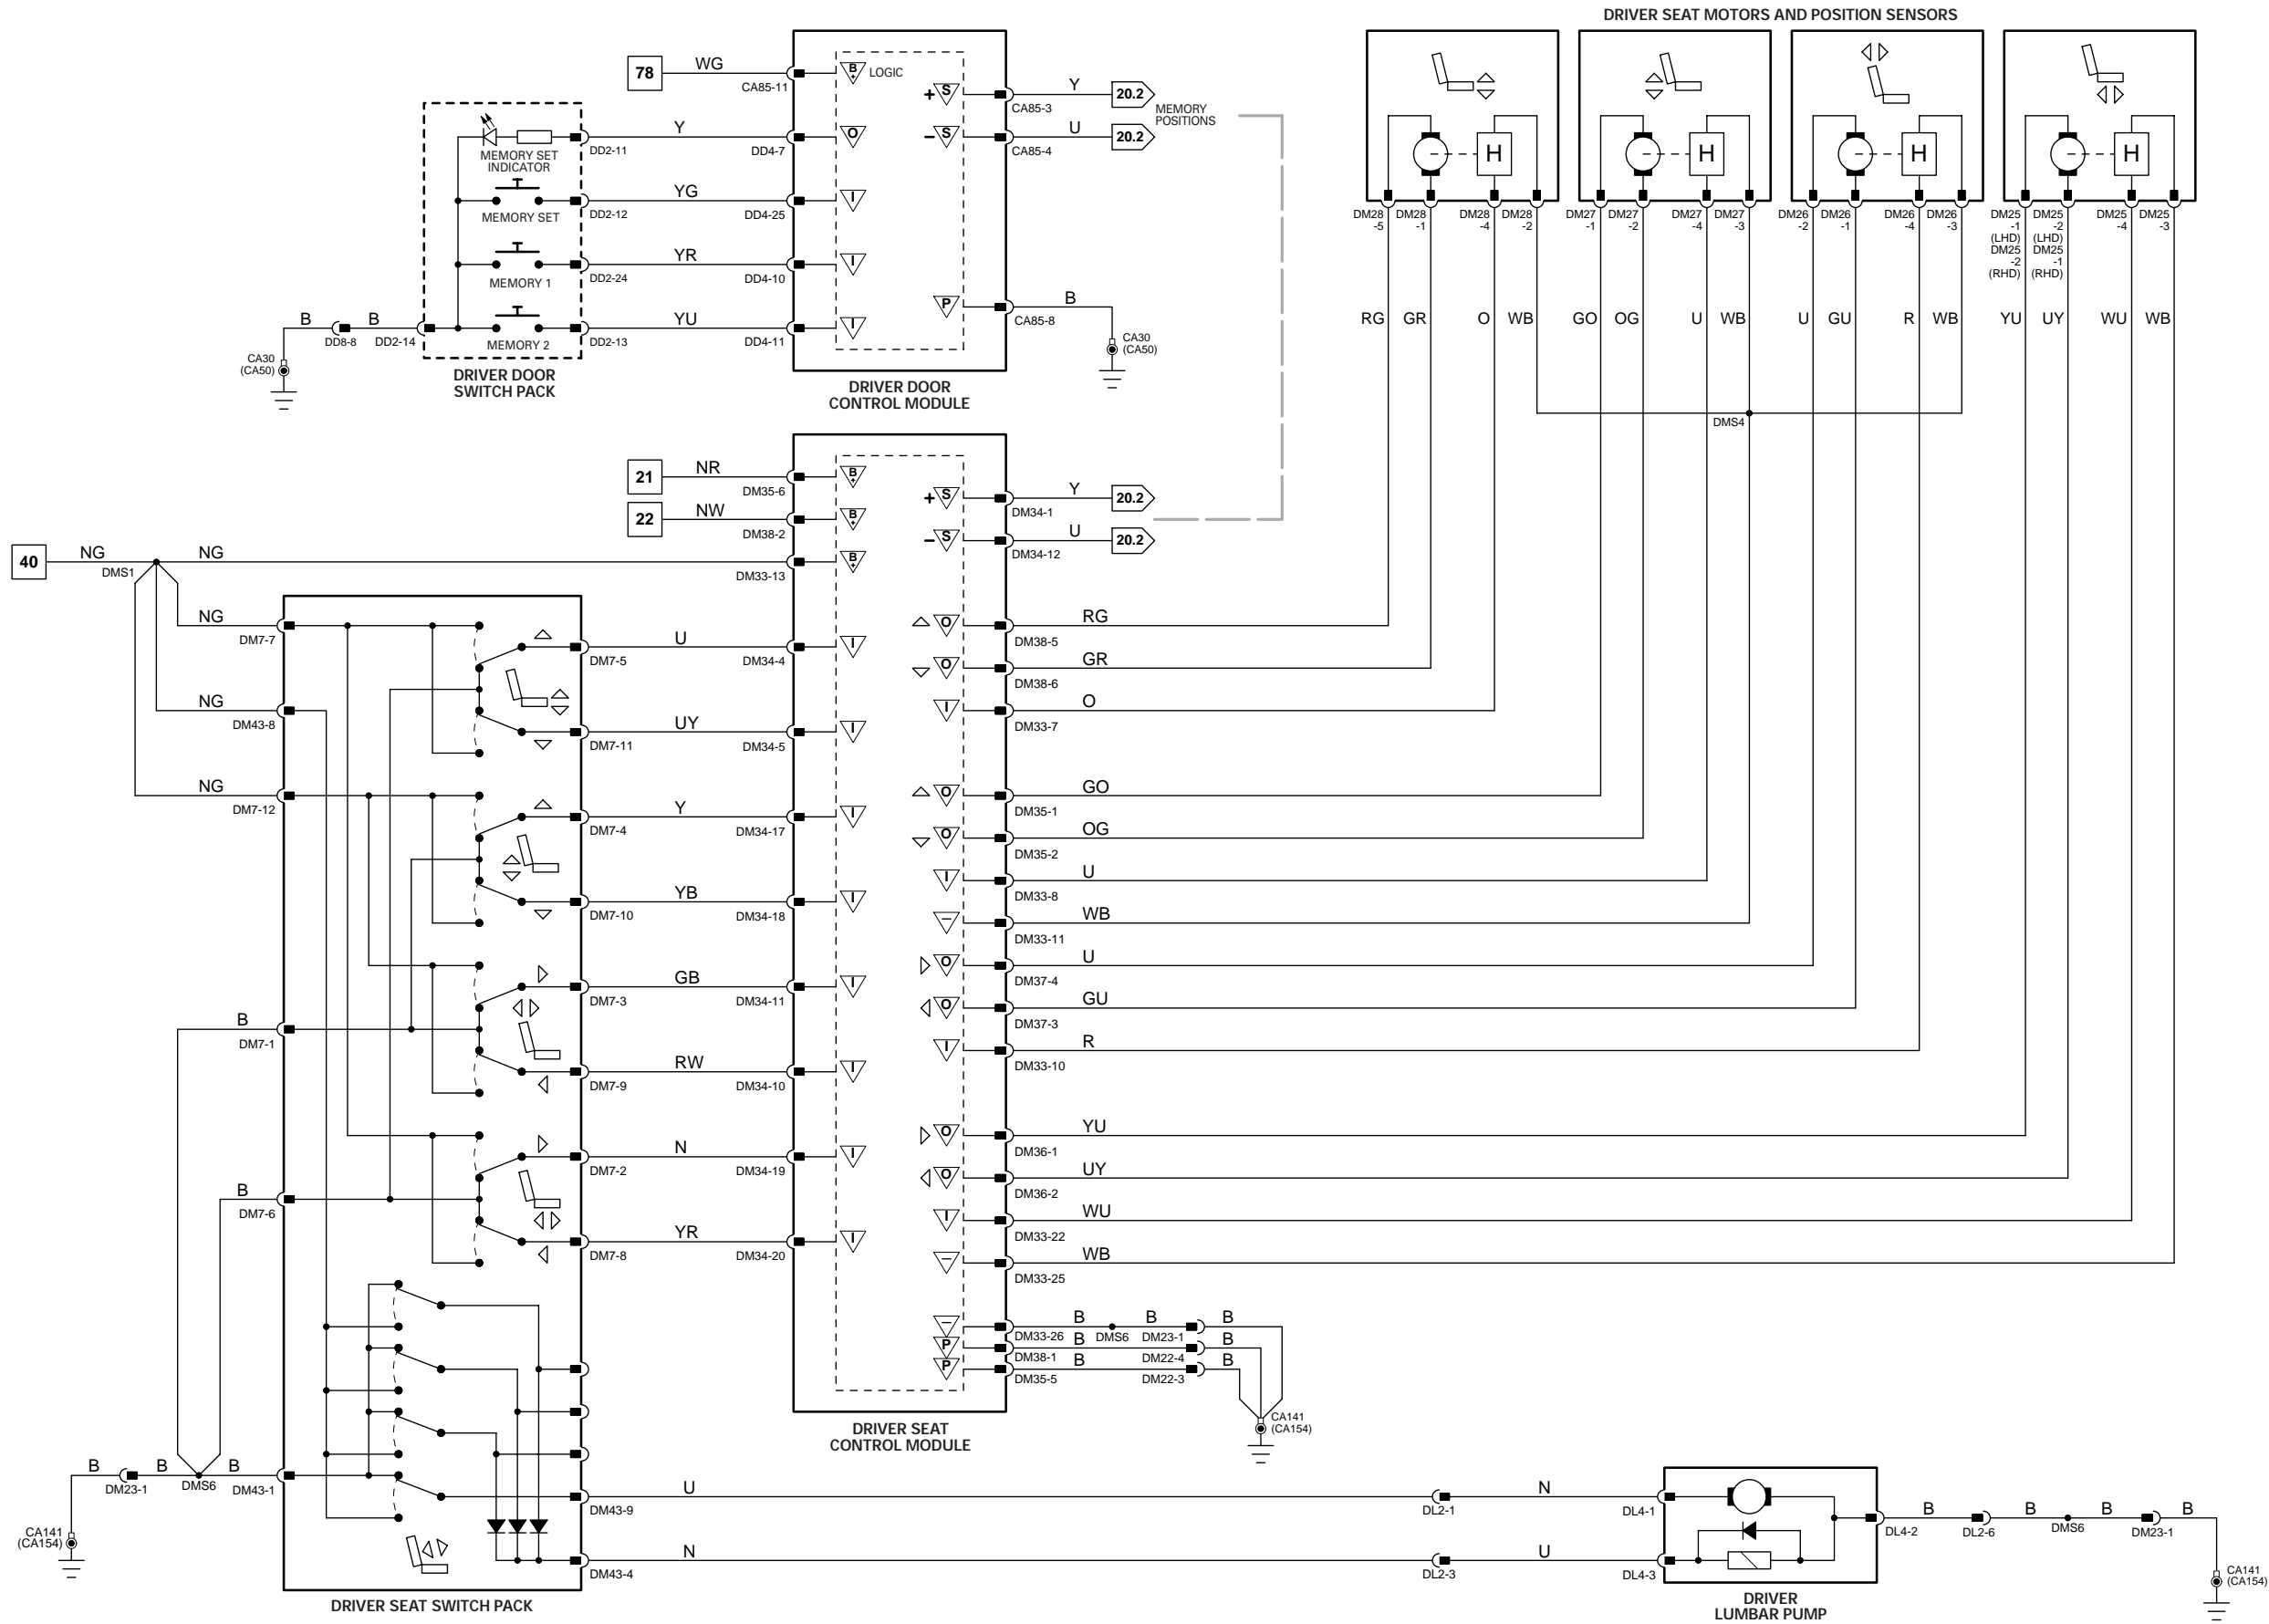 DRIVER SEAT MOTORS AND POSITION SENSORS
78
WG
CA85-11
B
+
LOGIC
+
S
CA85-3
Y
20.2
MEMORY
POSITIONS
MEMORY SET
INDICATOR
DD2-11
Y
DD4-7
O
–
S
CA85-4
U
20.2
MEMORY SET
DD2-12
YG
DD4-25
I
MEMORY 1
DD2-24
YR
DD4-10
I
B
DD8-8
B
DD2-14
MEMORY 2
DD2-13
YU
DD4-11
I
P
CA85-8
B
CA30
(CA50)
CA30
(CA50)
DRIVER DOOR
SWITCH PACK
DRIVER DOOR
CONTROL MODULE
H
H
H
H
DM28
-5
DM28
-1
DM28
-4
DM28
-2
DM27
-1
DM27
-2
DM27
-4
DM27
-3
DM26
-2
DM26
-1
DM26
-4
DM26
-3
DM25
-1
(LHD)
DM25
-2
(RHD)
DM25
-2
(LHD)
DM25
-1
(RHD)
DM25
-4
DM25
-3
RG GR O WB GO OG U WB U GU R WB YU UY WU WB
DMS4
21
NR
DM35-6
B
+
22
NW
DM38-2
B
+
40
NG
DMS1
NG
DM33-13
B
+
+
S
DM34-1
Y
20.2
–
S
DM34-12
U
20.2
NG
DM7-7
DM7-5
U
DM34-4
I
O
DM38-5
RG
O
DM38-6
GR
NG
DM43-8
DM7-11
UY
DM34-5
I
I
DM33-7
O
NG
DM7-12
DM7-4
Y
DM34-17
I
O
DM35-1
GO
O
DM35-2
OG
DM7-10
YB
DM34-18
I
I
DM33-8
U
–
DM33-11
WB
DM7-3
GB
DM34-11
I
O
DM37-4
U
O
DM37-3
GU
B
DM7-1
DM7-9
RW
DM34-10
I
I
DM33-10
R
DM7-2
N
DM34-19
I
O
DM36-1
YU
O
DM36-2
UY
B
DM7-6
DM7-8
YR
DM34-20
I
I
DM33-22
WU
–
DM33-25
WB
–
DM33-26
B
DMS6
B
DM23-1
B
P
DM38-1
B
DM22-4
B
P
DM35-5
B
DM22-3
B
CA141
(CA154)
DRIVER SEAT
CONTROL MODULE
B
DM23-1
B
DMS6
B
DM43-1
CA141
(CA154)
DM43-9
U
DL2-1
N
DL4-1
DM43-4
N
DL2-3
U
DL4-3
DL4-2
B
DL2-6
B
DMS6
B
DM23-1
B
CA141
(CA154)
DRIVER SEAT SWITCH PACK
DRIVER
LUMBAR PUMP